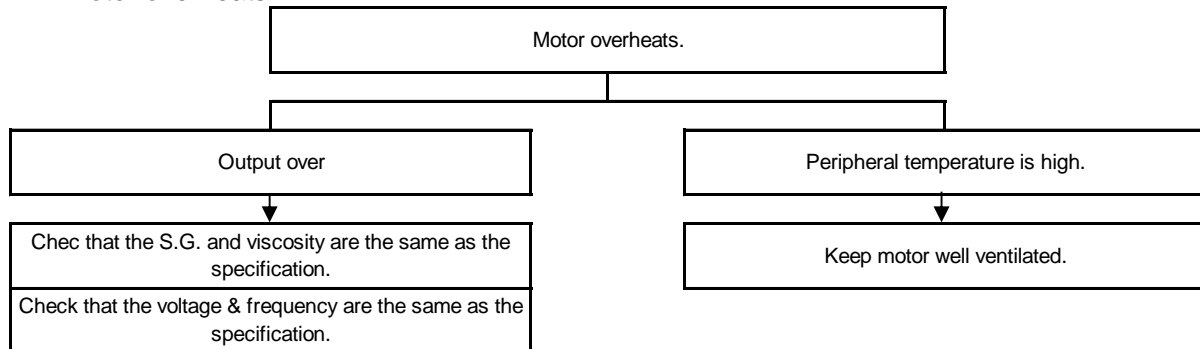 Motor overheats.
Output over
Peripheral temperature is high.
Chec that the S.G. and viscosity are the same as the
specification.
Keep motor well ventilated.
Check that the voltage & frequency are the same as the
specification.